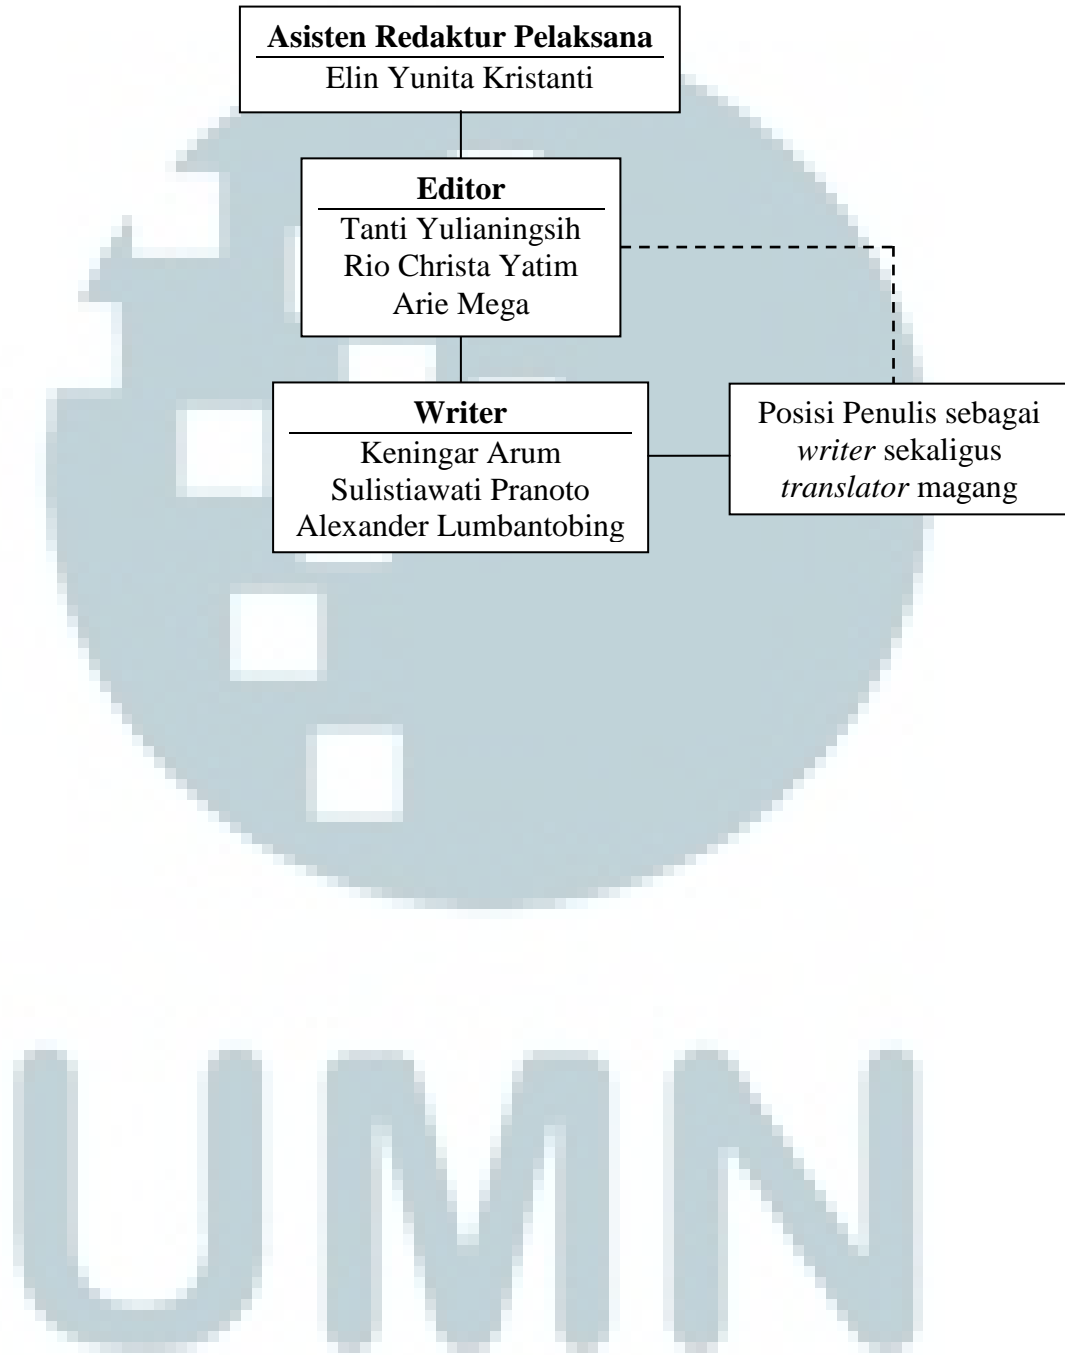 Asisten Redaktur Pelaksana
Elin Yunita Kristanti
Editor
Tanti Yulianingsih
Rio Christa Yatim
Arie Mega
Writer
Keningar Arum
Sulistiawati Pranoto
Alexander Lumbantobing
Posisi Penulis sebagai
writer sekaligus
translator magang
UMN